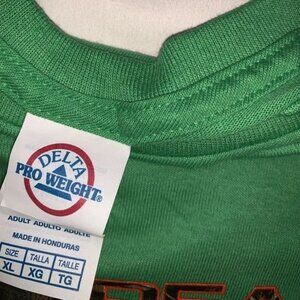 DELTA
PRO WEIGHT®
ADULT ADULTO ADULTE
MADE IN HONDURAS
SIZE TALLA TAILLE
XL XG TG